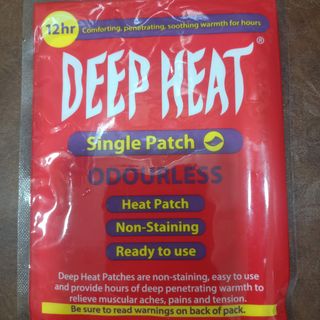 12hr
Comforting, penetrating, soothing warmth for hours
DEEP HEAT®
Single Patch
ODOURLESS
Heat Patch
Non-Staining
Ready to use
Deep Heat Patches are non-staining, easy to use
and provide hours of deep penetrating warmth to
relieve muscular aches, pains and tension.
Be sure to read warnings on back of pack.